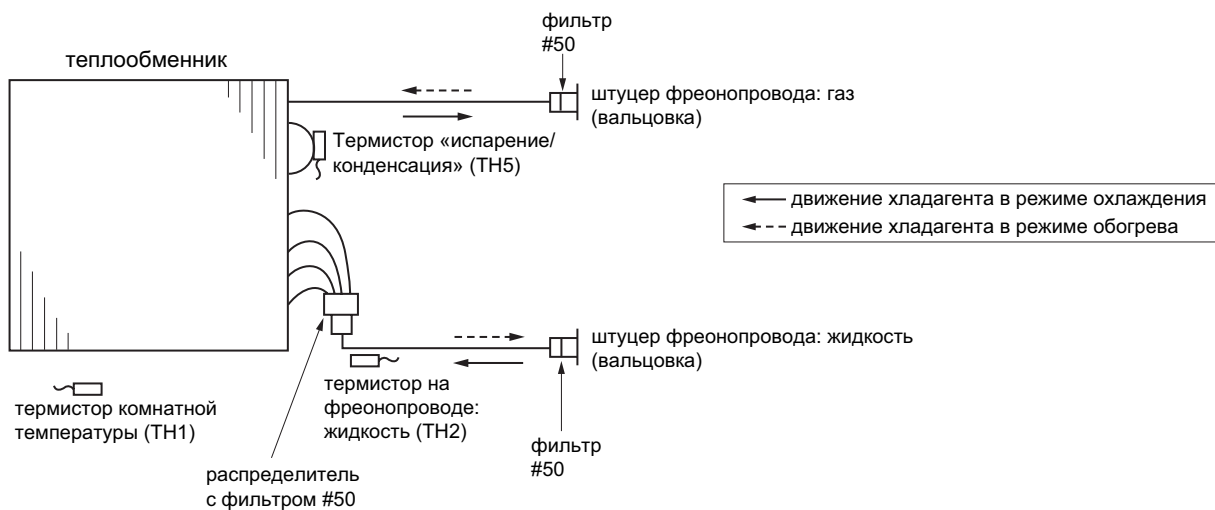 фильтр
#50
теплообменник
штуцер фреонопровода: газ
(вальцовка)
Термистор «испарение/
конденсация» (TH5)
движение хладагента в режиме охлаждения
движение хладагента в режиме обогрева
штуцер фреонопровода: жидкость
(вальцовка)
термистор комнатной
температуры (TH1)
термистор на
фреонопроводе:
жидкость (TH2)
фильтр
#50
распределитель
с фильтром #50